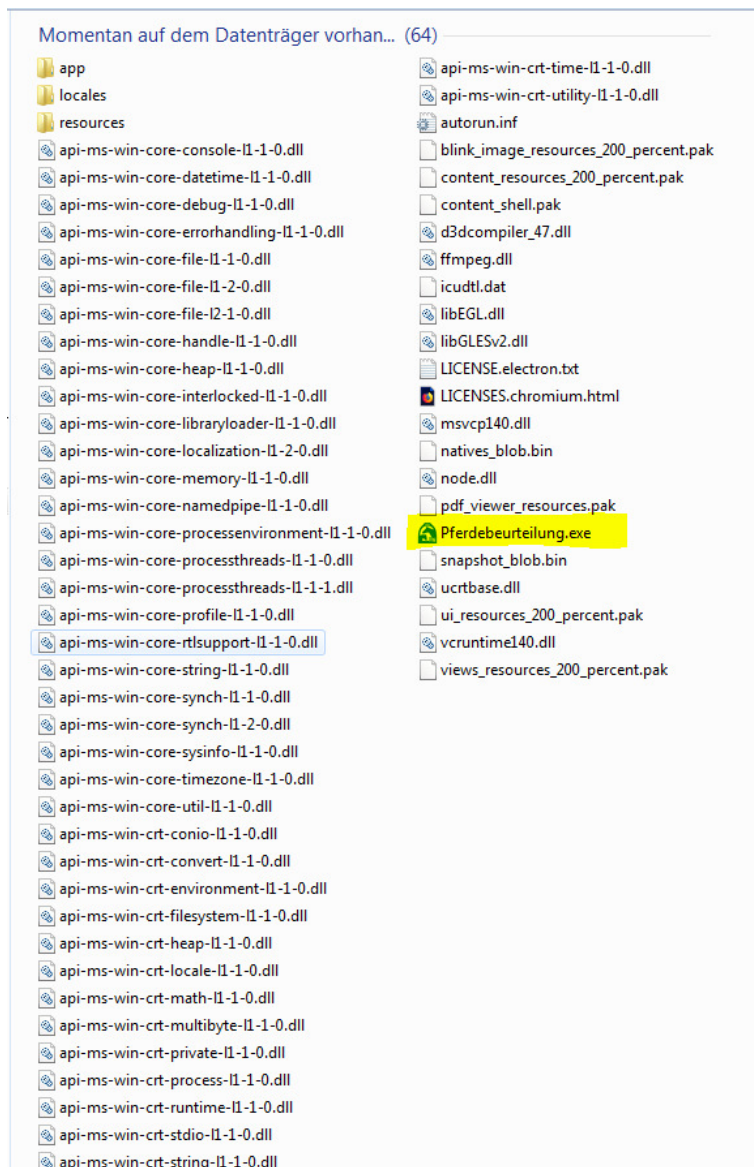 Momentan auf dem Datenträger vorhan... (64)
app
locales
resources
api-ms-win-core-console-l1-1-0.dll
api-ms-win-core-datetime-l1-1-0.dll
api-ms-win-core-debug-l1-1-0.dll
api-ms-win-core-errorhandling-l1-1-0.dll
api-ms-win-core-file-l1-1-0.dll
api-ms-win-core-file-l1-2-0.dll
api-ms-win-core-file-l2-1-0.dll
api-ms-win-core-handle-l1-1-0.dll
api-ms-win-core-heap-l1-1-0.dll
api-ms-win-core-interlocked-l1-1-0.dll
api-ms-win-core-libraryloader-l1-1-0.dll
api-ms-win-core-localization-l1-2-0.dll
api-ms-win-core-memory-l1-1-0.dll
api-ms-win-core-namedpipe-l1-1-0.dll
api-ms-win-core-processenvironment-l1-1-0.dll
api-ms-win-core-processthreads-l1-1-0.dll
api-ms-win-core-processthreads-l1-1-1.dll
api-ms-win-core-profile-l1-1-0.dll
api-ms-win-core-rtlsupport-l1-1-0.dll
api-ms-win-core-string-l1-1-0.dll
api-ms-win-core-synch-l1-1-0.dll
api-ms-win-core-synch-l1-2-0.dll
api-ms-win-core-sysinfo-l1-1-0.dll
api-ms-win-core-timezone-l1-1-0.dll
api-ms-win-core-util-l1-1-0.dll
api-ms-win-crt-conio-l1-1-0.dll
api-ms-win-crt-convert-l1-1-0.dll
api-ms-win-crt-environment-l1-1-0.dll
api-ms-win-crt-filesystem-l1-1-0.dll
api-ms-win-crt-heap-l1-1-0.dll
api-ms-win-crt-locale-l1-1-0.dll
api-ms-win-crt-math-l1-1-0.dll
api-ms-win-crt-multibyte-l1-1-0.dll
api-ms-win-crt-private-l1-1-0.dll
api-ms-win-crt-process-l1-1-0.dll
api-ms-win-crt-runtime-l1-1-0.dll
api-ms-win-crt-stdio-l1-1-0.dll
api-ms-win-crt-string-l1-1-0.dll
api-ms-win-crt-time-l1-1-0.dll
api-ms-win-crt-utility-l1-1-0.dll
autorun.inf
blink_image_resources_200_percent.pak
content_resources_200_percent.pak
content_shell.pak
d3dcompiler_47.dll
ffmpeg.dll
icudtl.dat
libEGL.dll
libGLESv2.dll
LICENSE.electron.txt
LICENSES.chromium.html
msvcp140.dll
natives_blob.bin
node.dll
pdf_viewer_resources.pak
Pferdebeurteilung.exe
snapshot_blob.bin
ucrtbase.dll
ui_resources_200_percent.pak
vcruntime140.dll
views_resources_200_percent.pak